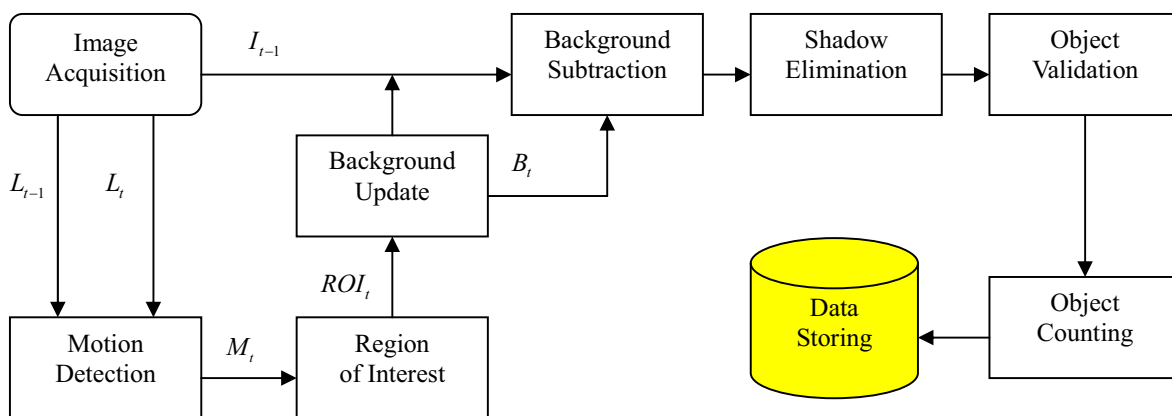 Image
Acquisition
I_{t-1}
Background
Subtraction
Shadow
Elimination
Object
Validation
L_{t-1}
L_t
Background
Update
B_t
ROI_t
Motion
Detection
M_t
Region
of Interest
Data
Storing
Object
Counting